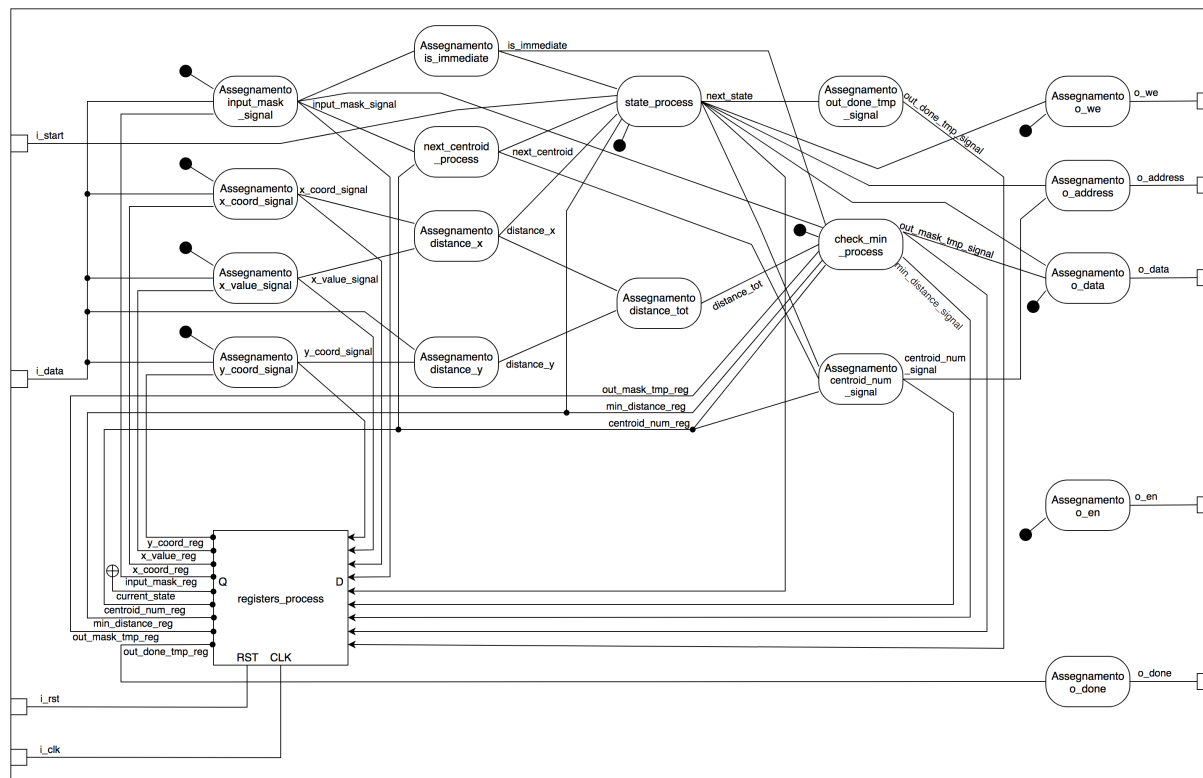 Assegnamento
is_immediate
is_immediate
Assegnamento
input_mask
_signal
input_mask_signal
state_process
next_state
Assegnamento
out_done_tmp
_signal
out_done_tmp_signal
Assegnamento
o_we
o_we
i_start
next_centroid
_process
next_centroid
Assegnamento
x_coord_signal
x_coord_signal
Assegnamento
o_address
o_address
Assegnamento
distance_x
distance_x
check_min
_process
out_mask_tmp_signal
min_distance_signal
Assegnamento
x_value_signal
x_value_signal
Assegnamento
o_data
o_data
Assegnamento
distance_tot
distance_tot
Assegnamento
y_coord_signal
y_coord_signal
Assegnamento
distance_y
distance_y
i_data
Assegnamento
centroid_num
_signal
centroid_num
_signal
out_mask_tmp_reg
min_distance_reg
centroid_num_reg
Assegnamento
o_en
o_en
y_coord_reg
x_value_reg
x_coord_reg
input_mask_reg
current_state
centroid_num_reg
min_distance_reg
out_mask_tmp_reg
out_done_tmp_reg
Q
D
registers_process
RST
CLK
Assegnamento
o_done
o_done
i_rst
i_clk